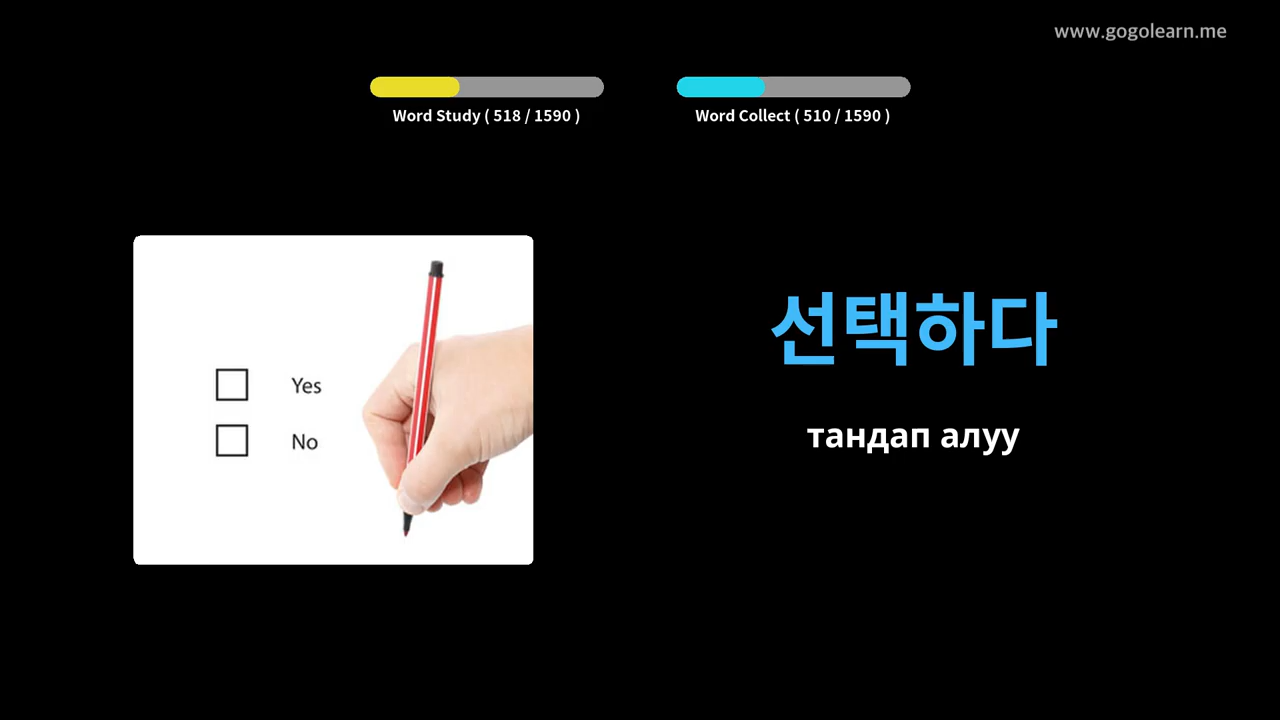 www.gogolearn.me
Word Study ( 518 / 1590 )
Word Collect ( 510 / 1590 )
Yes
No
선택하다
тандап алуу